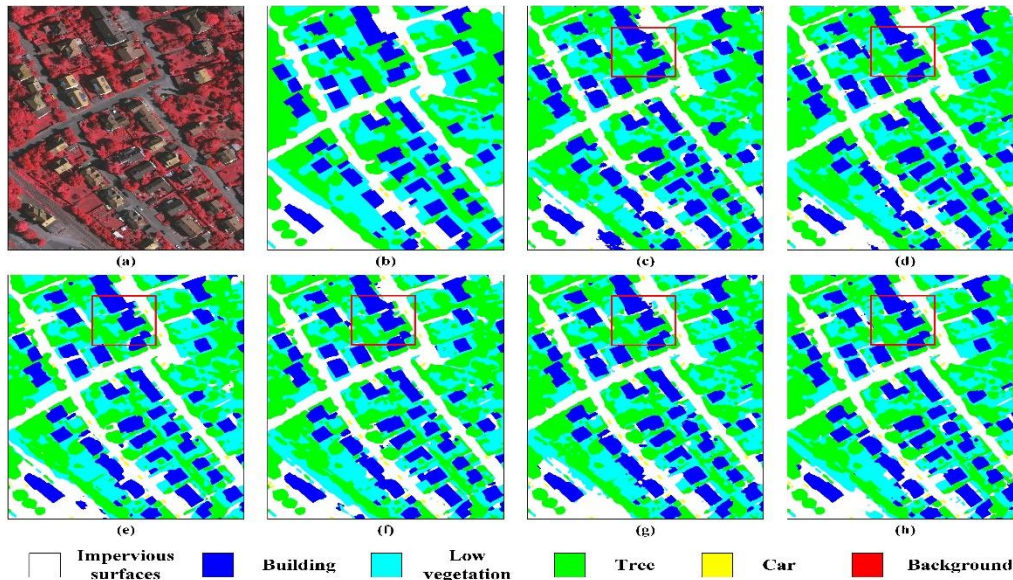 (a)
(b)
(c)
(d)
(e)
(f)
(g)
(h)
Impervious
surfaces
Building
Low
vegetation
Tree
Car
Background